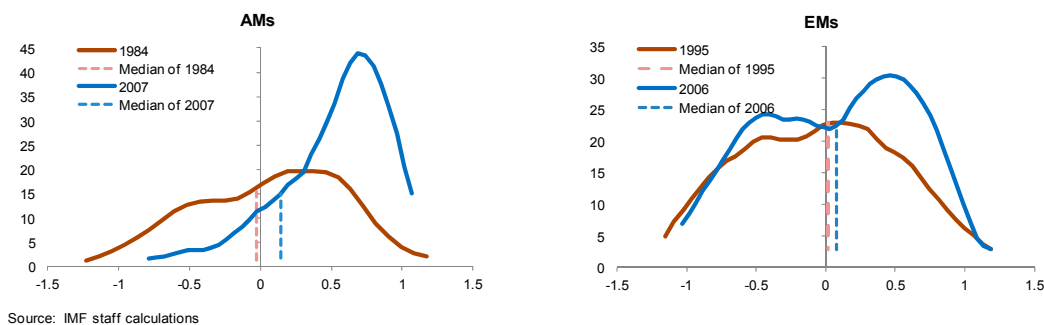 AMs
1984
Median of 1984
2007
Median of 2007
45
40
35
30
25
20
15
10
5
0
-1.5 -1 -0.5 0 0.5 1 1.5
EMs
1995
Median of 1995
2006
Median of 2006
35
30
25
20
15
10
5
0
-1.5 -1 -0.5 0 0.5 1 1.5
Source: IMF staff calculations